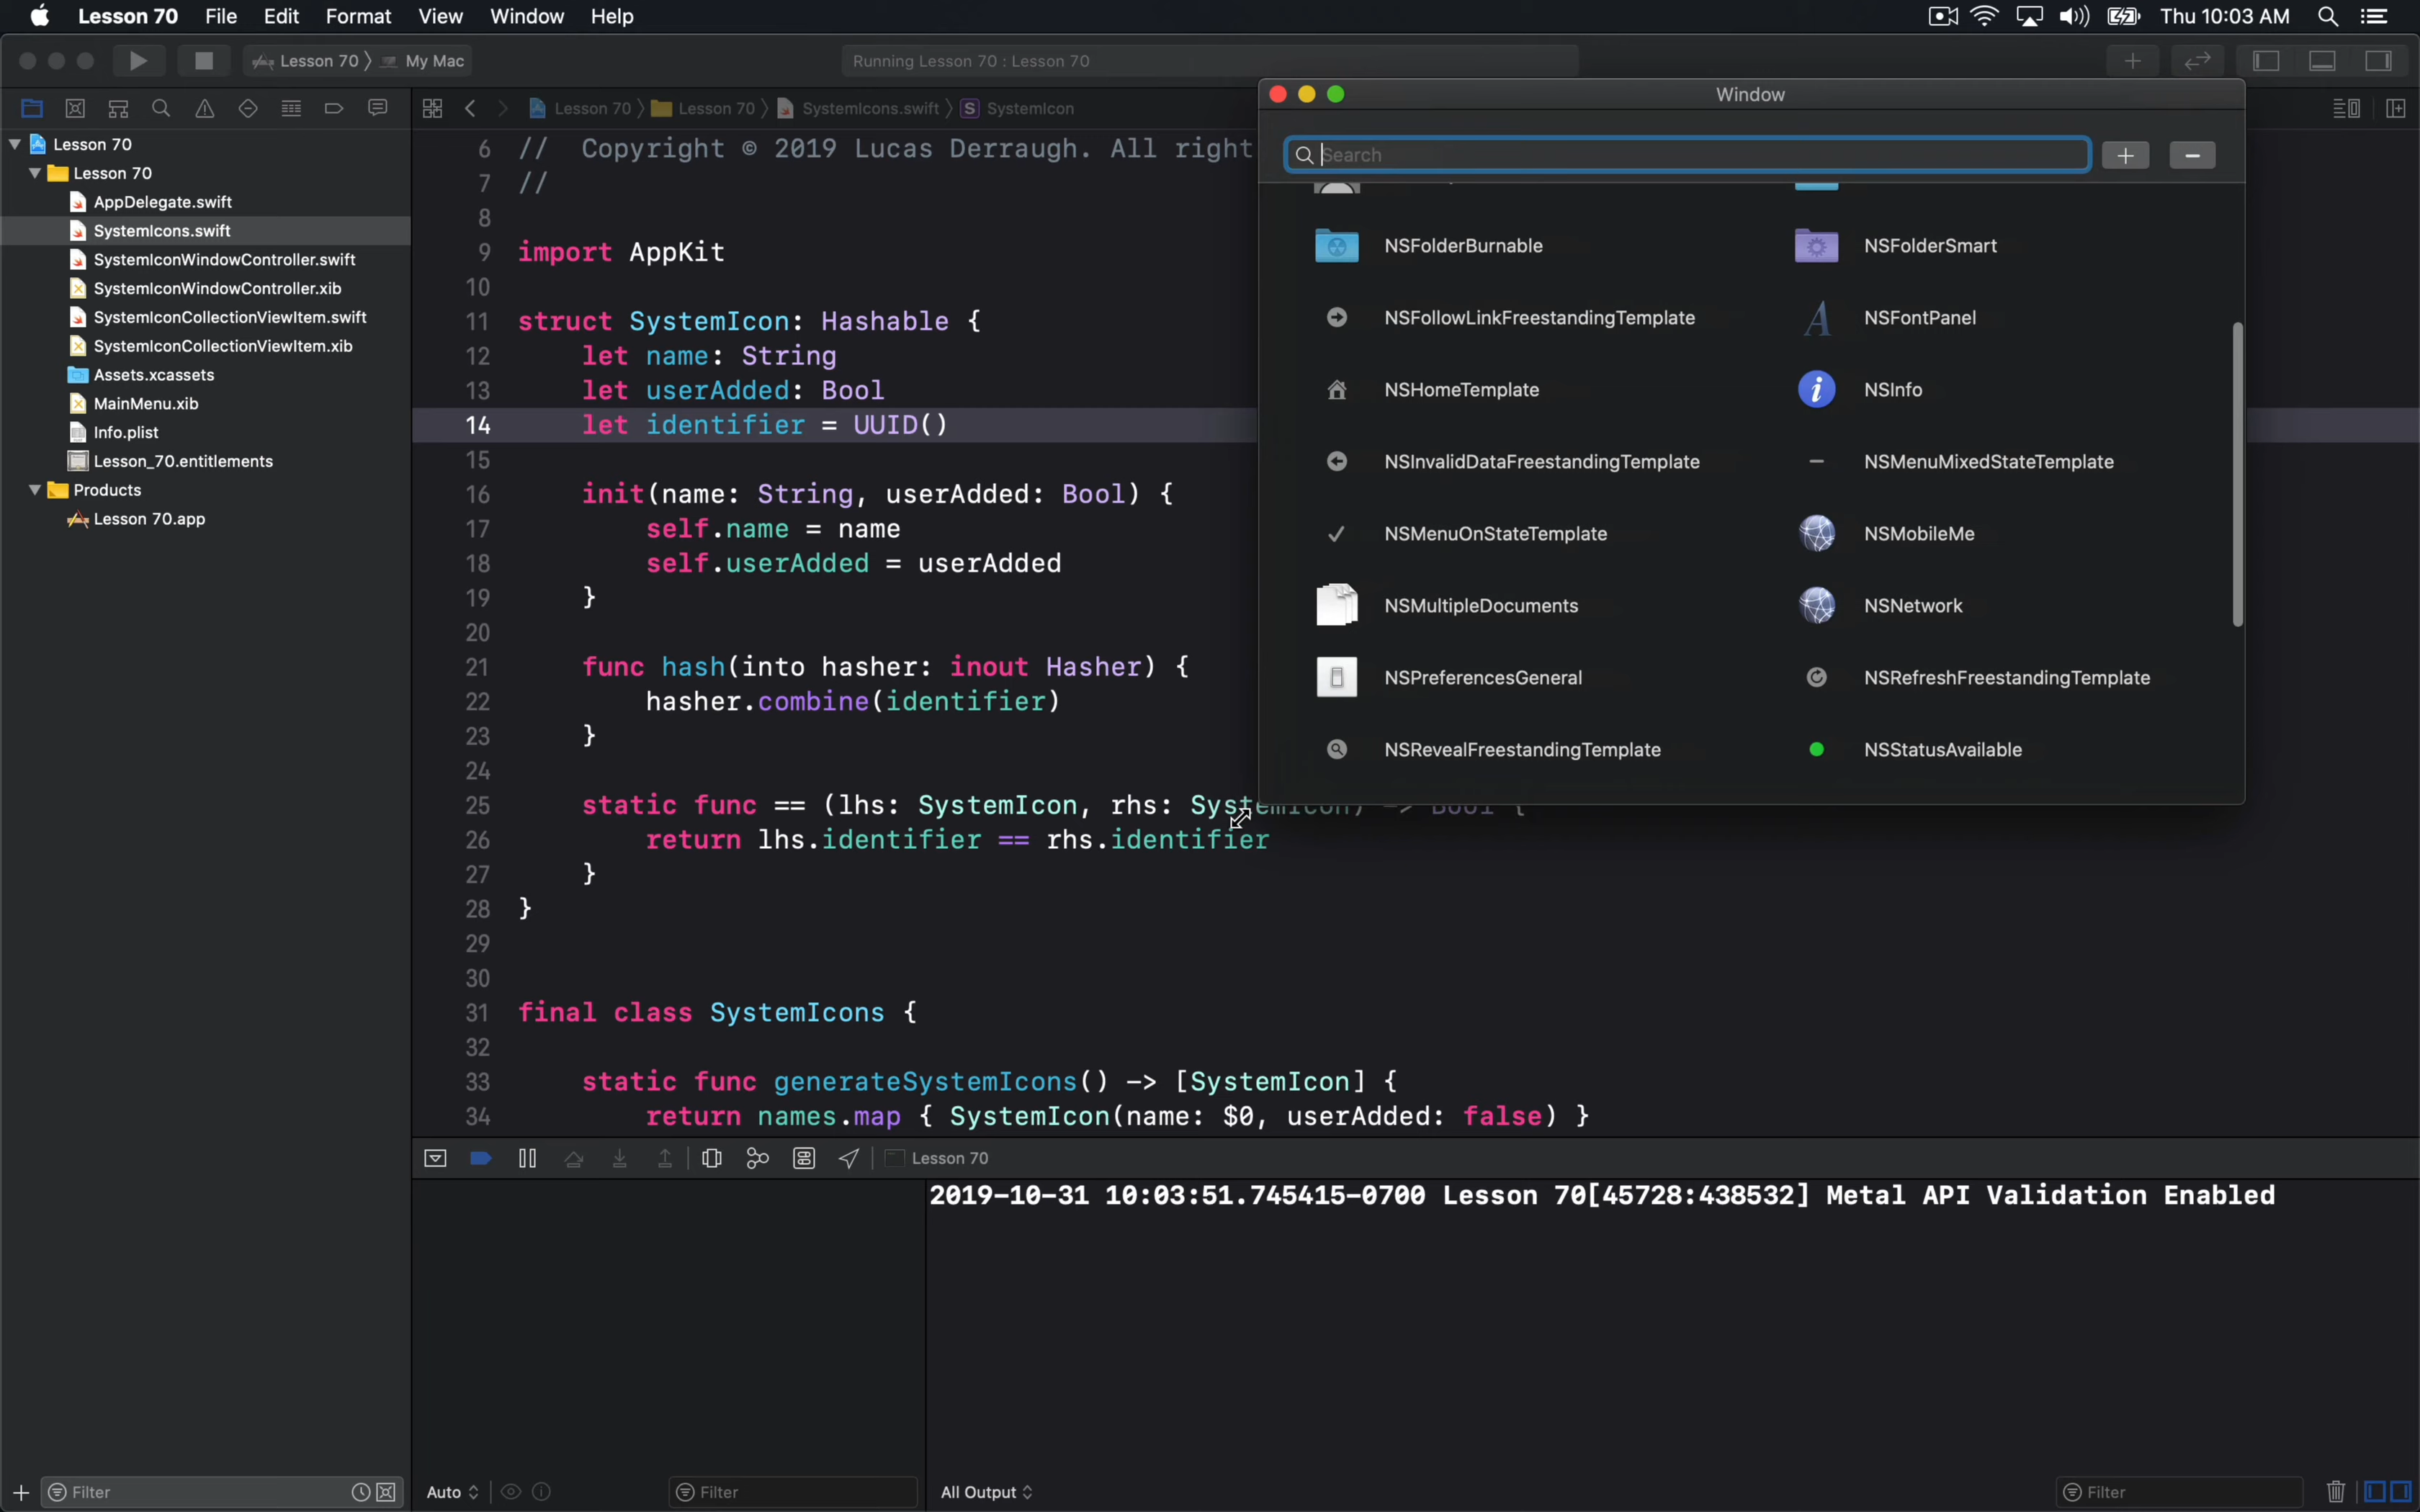 Lesson 70 File Edit Format View Window Help Thu 10:03 AM
Lesson 70 My Mac Running Lesson 70 : Lesson 70
Lesson 70 Lesson 70 SystemIcons.swift S SystemIcon
Lesson 70
Lesson 70
AppDelegate.swift
SystemIcons.swift
SystemIconWindowController.swift
SystemIconWindowController.xib
SystemIconCollectionViewItem.swift
SystemIconCollectionViewItem.xib
Assets.xcassets
MainMenu.xib
Info.plist
Lesson_70.entitlements
Products
Lesson 70.app
Filter
6 //  Copyright © 2019 Lucas Derraugh. All right
7 //
8
9 import AppKit
10
11 struct SystemIcon: Hashable {
12     let name: String
13     let userAdded: Bool
14     let identifier = UUID()
15
16     init(name: String, userAdded: Bool) {
17         self.name = name
18         self.userAdded = userAdded
19     }
20
21     func hash(into hasher: inout Hasher) {
22         hasher.combine(identifier)
23     }
24
25     static func == (lhs: SystemIcon, rhs: SystemIcon) -> Bool {
26         return lhs.identifier == rhs.identifier
27     }
28 }
29
30
31 final class SystemIcons {
32
33     static func generateSystemIcons() -> [SystemIcon] {
34         return names.map { SystemIcon(name: $0, userAdded: false) }
Window
Search
NSFolderBurnable NSFolderSmart
NSFollowLinkFreestandingTemplate NSFontPanel
NSHomeTemplate NSInfo
NSInvalidDataFreestandingTemplate NSMenuMixedStateTemplate
NSMenuOnStateTemplate NSMobileMe
NSMultipleDocuments NSNetwork
NSPreferencesGeneral NSRefreshFreestandingTemplate
NSRevealFreestandingTemplate NSStatusAvailable
Lesson 70
2019-10-31 10:03:51.745415-0700 Lesson 70[45728:438532] Metal API Validation Enabled
Auto Filter All Output Filter